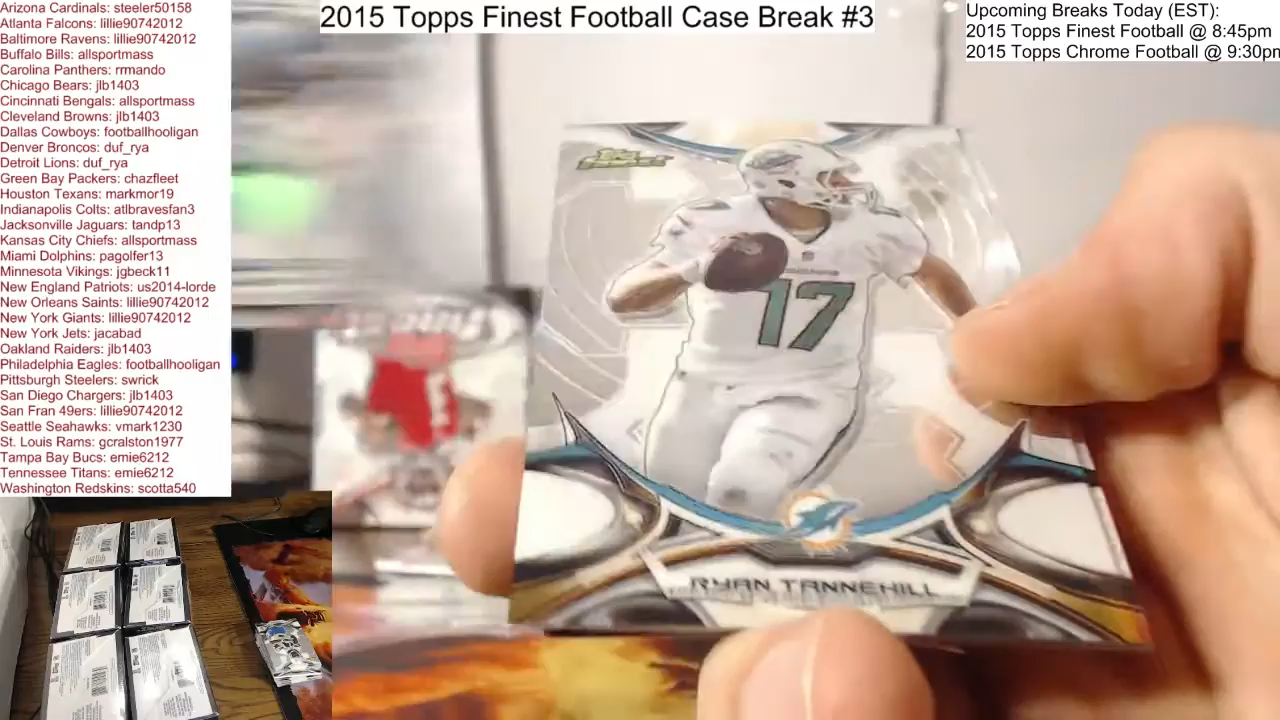 Arizona Cardinals: steeler50158
Atlanta Falcons: lillie90742012
Baltimore Ravens: lillie90742012
Buffalo Bills: allsportmass
Carolina Panthers: rrmando
Chicago Bears: jlb1403
Cincinnati Bengals: allsportmass
Cleveland Browns: jlb1403
Dallas Cowboys: footballhooligan
Denver Broncos: duf_rya
Detroit Lions: duf_rya
Green Bay Packers: chazfleet
Houston Texans: markmor19
Indianapolis Colts: atlbravesfan3
Jacksonville Jaguars: tandp13
Kansas City Chiefs: allsportmass
Miami Dolphins: pagolfer13
Minnesota Vikings: jgbeck11
New England Patriots: us2014-lorde
New Orleans Saints: lillie90742012
New York Giants: lillie90742012
New York Jets: jacabad
Oakland Raiders: jlb1403
Philadelphia Eagles: footballhooligan
Pittsburgh Steelers: swrick
San Diego Chargers: jlb1403
San Fran 49ers: lillie90742012
Seattle Seahawks: vmark1230
St. Louis Rams: gcralston1977
Tampa Bay Bucs: ernie6212
Tennessee Titans: ernie6212
Washington Redskins: scotta540
2015 Topps Finest Football Case Break #3
Upcoming Breaks Today (EST):
2015 Topps Finest Football @ 8:45pm
2015 Topps Chrome Football @ 9:30pm
17
RYAN TANNEHILL